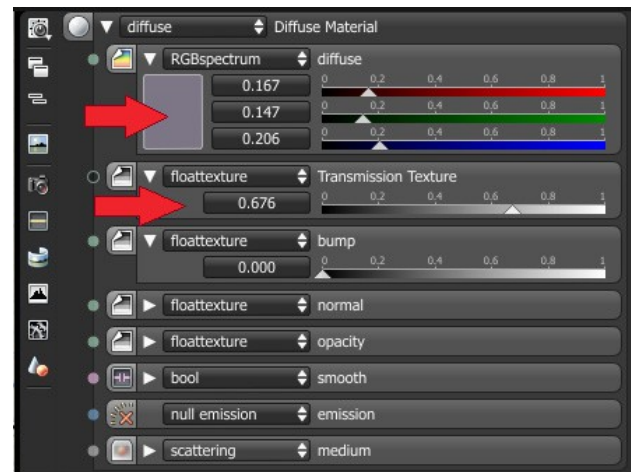 diffuse Diffuse Material
RGBspectrum diffuse
0.167 0 0.2 0.4 0.6 0.8 1
0.147 0 0.2 0.4 0.6 0.8 1
0.206 0 0.2 0.4 0.6 0.8 1
floattexture Transmission Texture
0.676 0 0.2 0.4 0.6 0.8 1
floattexture bump
0.000 0 0.2 0.4 0.6 0.8 1
floattexture normal
floattexture opacity
bool smooth
null emission emission
scattering medium